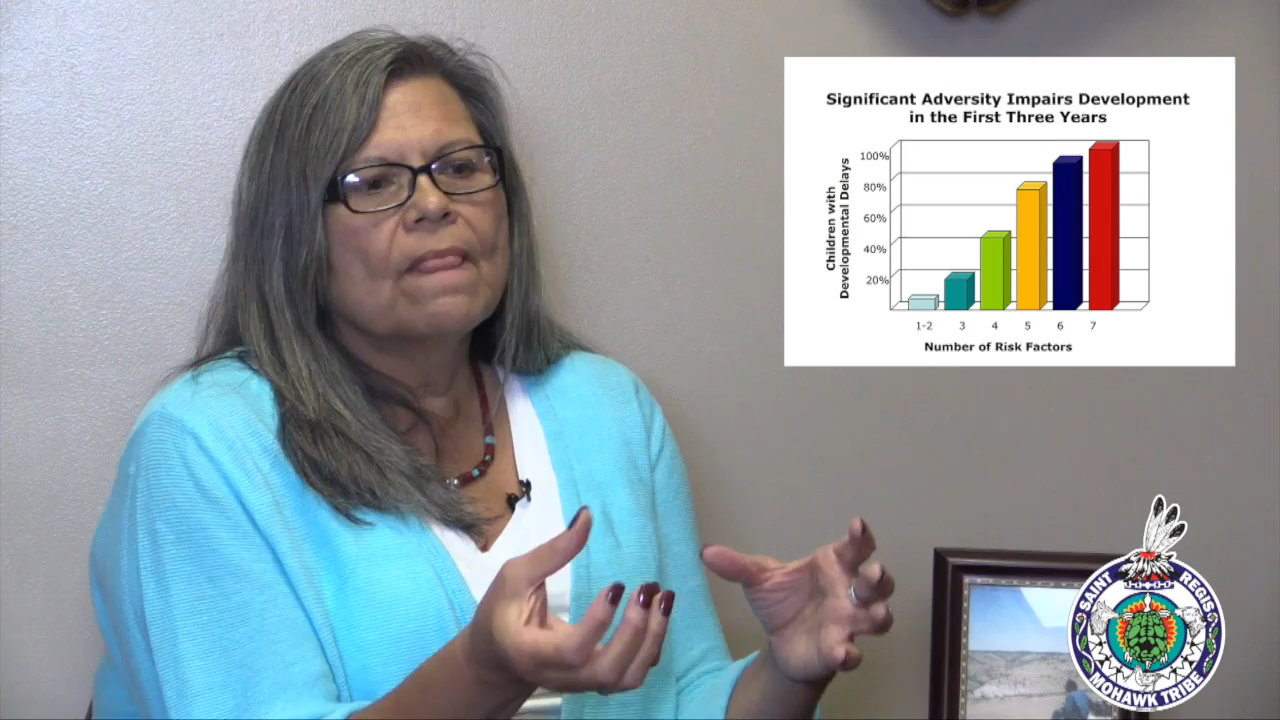 Significant Adversity Impairs Development
in the First Three Years
Children with
Developmental Delays
100%
80%
60%
40%
20%
1-2 3 4 5 6 7
Number of Risk Factors
SAINT REGIS
MOHAWK TRIBE